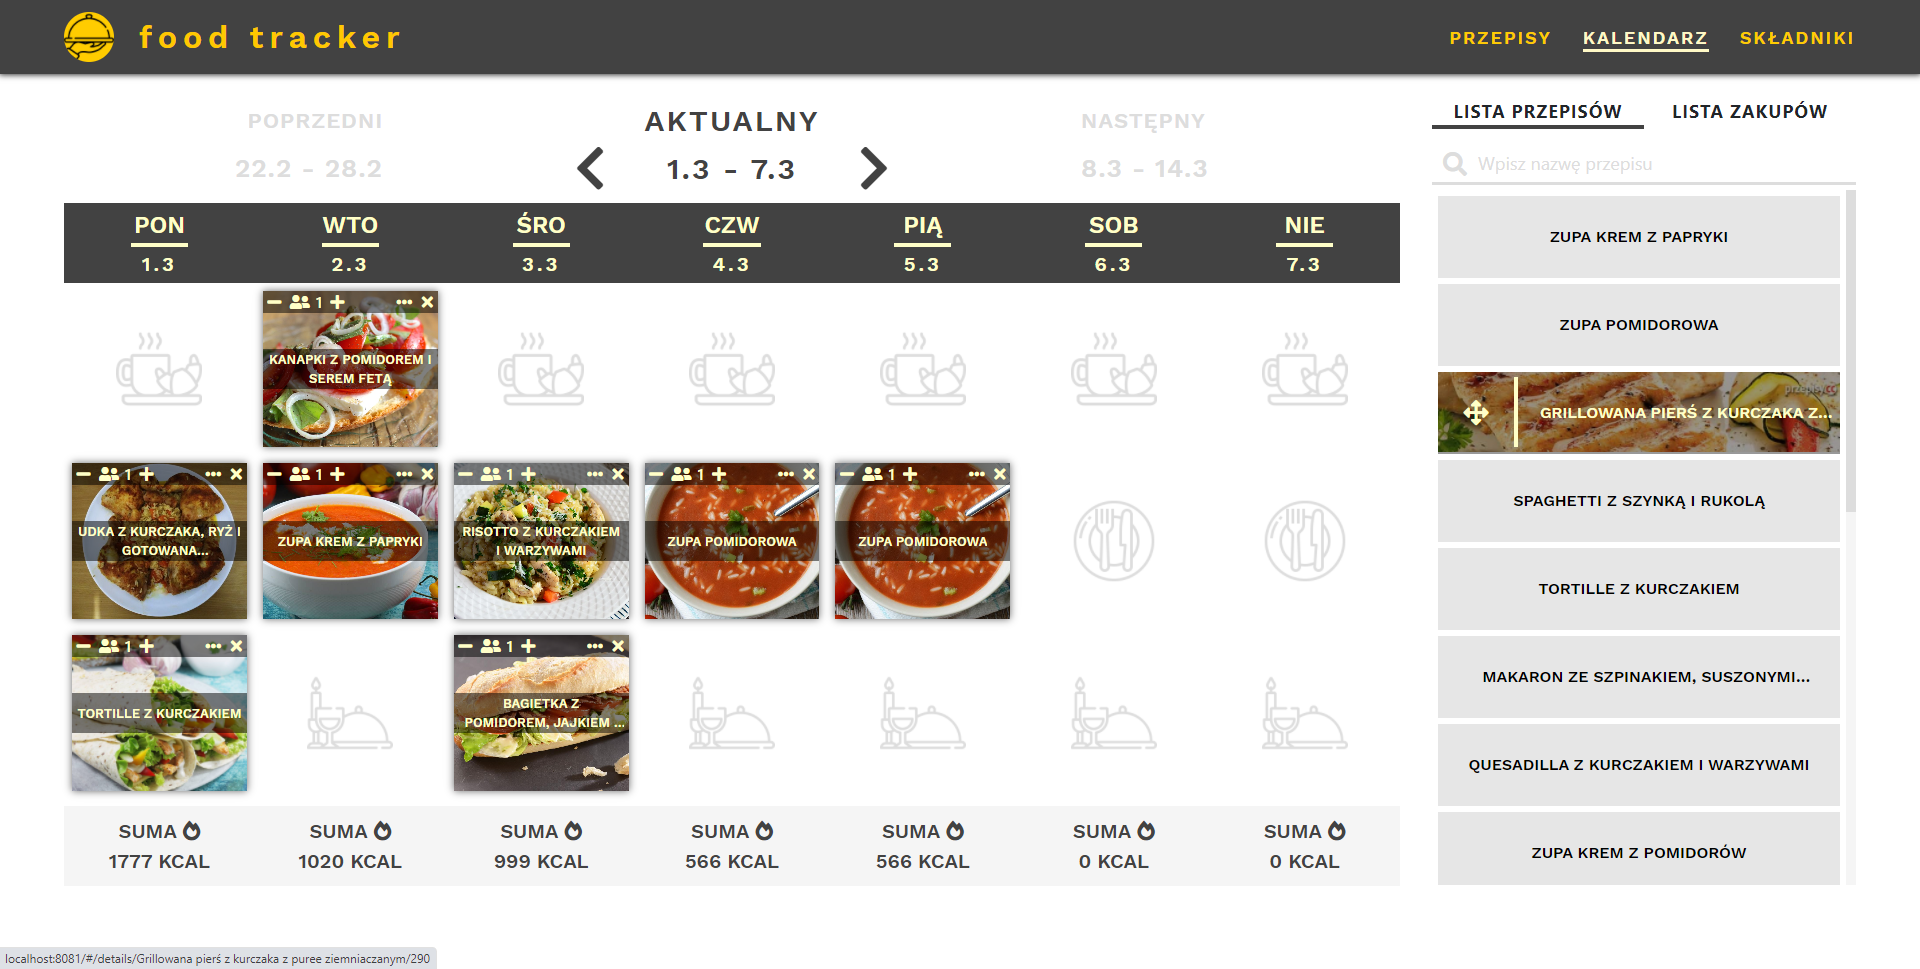 food tracker
PRZEPISY
KALENDARZ
SKŁADNIKI
POPRZEDNI
22.2 - 28.2
AKTUALNY
1.3 - 7.3
NASTĘPNY
8.3 - 14.3
LISTA PRZEPISÓW
LISTA ZAKUPÓW
Wpisz nazwę przepisu
PON
1.3
WTO
2.3
ŚRO
3.3
CZW
4.3
PIĄ
5.3
SOB
6.3
NIE
7.3
1
KANAPKI Z POMIDOREM I
SEREM FETĄ
1
UDKA Z KURCZAKA, RYŻ I
GOTOWANA...
1
ZUPA KREM Z PAPRYKI
1
RISOTTO Z KURCZAKIEM
I WARZYWAMI
1
ZUPA POMIDOROWA
1
ZUPA POMIDOROWA
1
TORTILLE Z KURCZAKIEM
1
BAGIETKA Z
POMIDOREM, JAJKIEM ...
SUMA
1777 KCAL
SUMA
1020 KCAL
SUMA
999 KCAL
SUMA
566 KCAL
SUMA
566 KCAL
SUMA
0 KCAL
SUMA
0 KCAL
ZUPA KREM Z PAPRYKI
ZUPA POMIDOROWA
GRILLOWANA PIERŚ Z KURCZAKA Z...
SPAGHETTI Z SZYNKĄ I RUKOLĄ
TORTILLE Z KURCZAKIEM
MAKARON ZE SZPINAKIEM, SUSZONYMI...
QUESADILLA Z KURCZAKIEM I WARZYWAMI
ZUPA KREM Z POMIDORÓW
localhost:8081/#/details/Grillowana pierś z kurczaka z puree ziemniaczanym/290